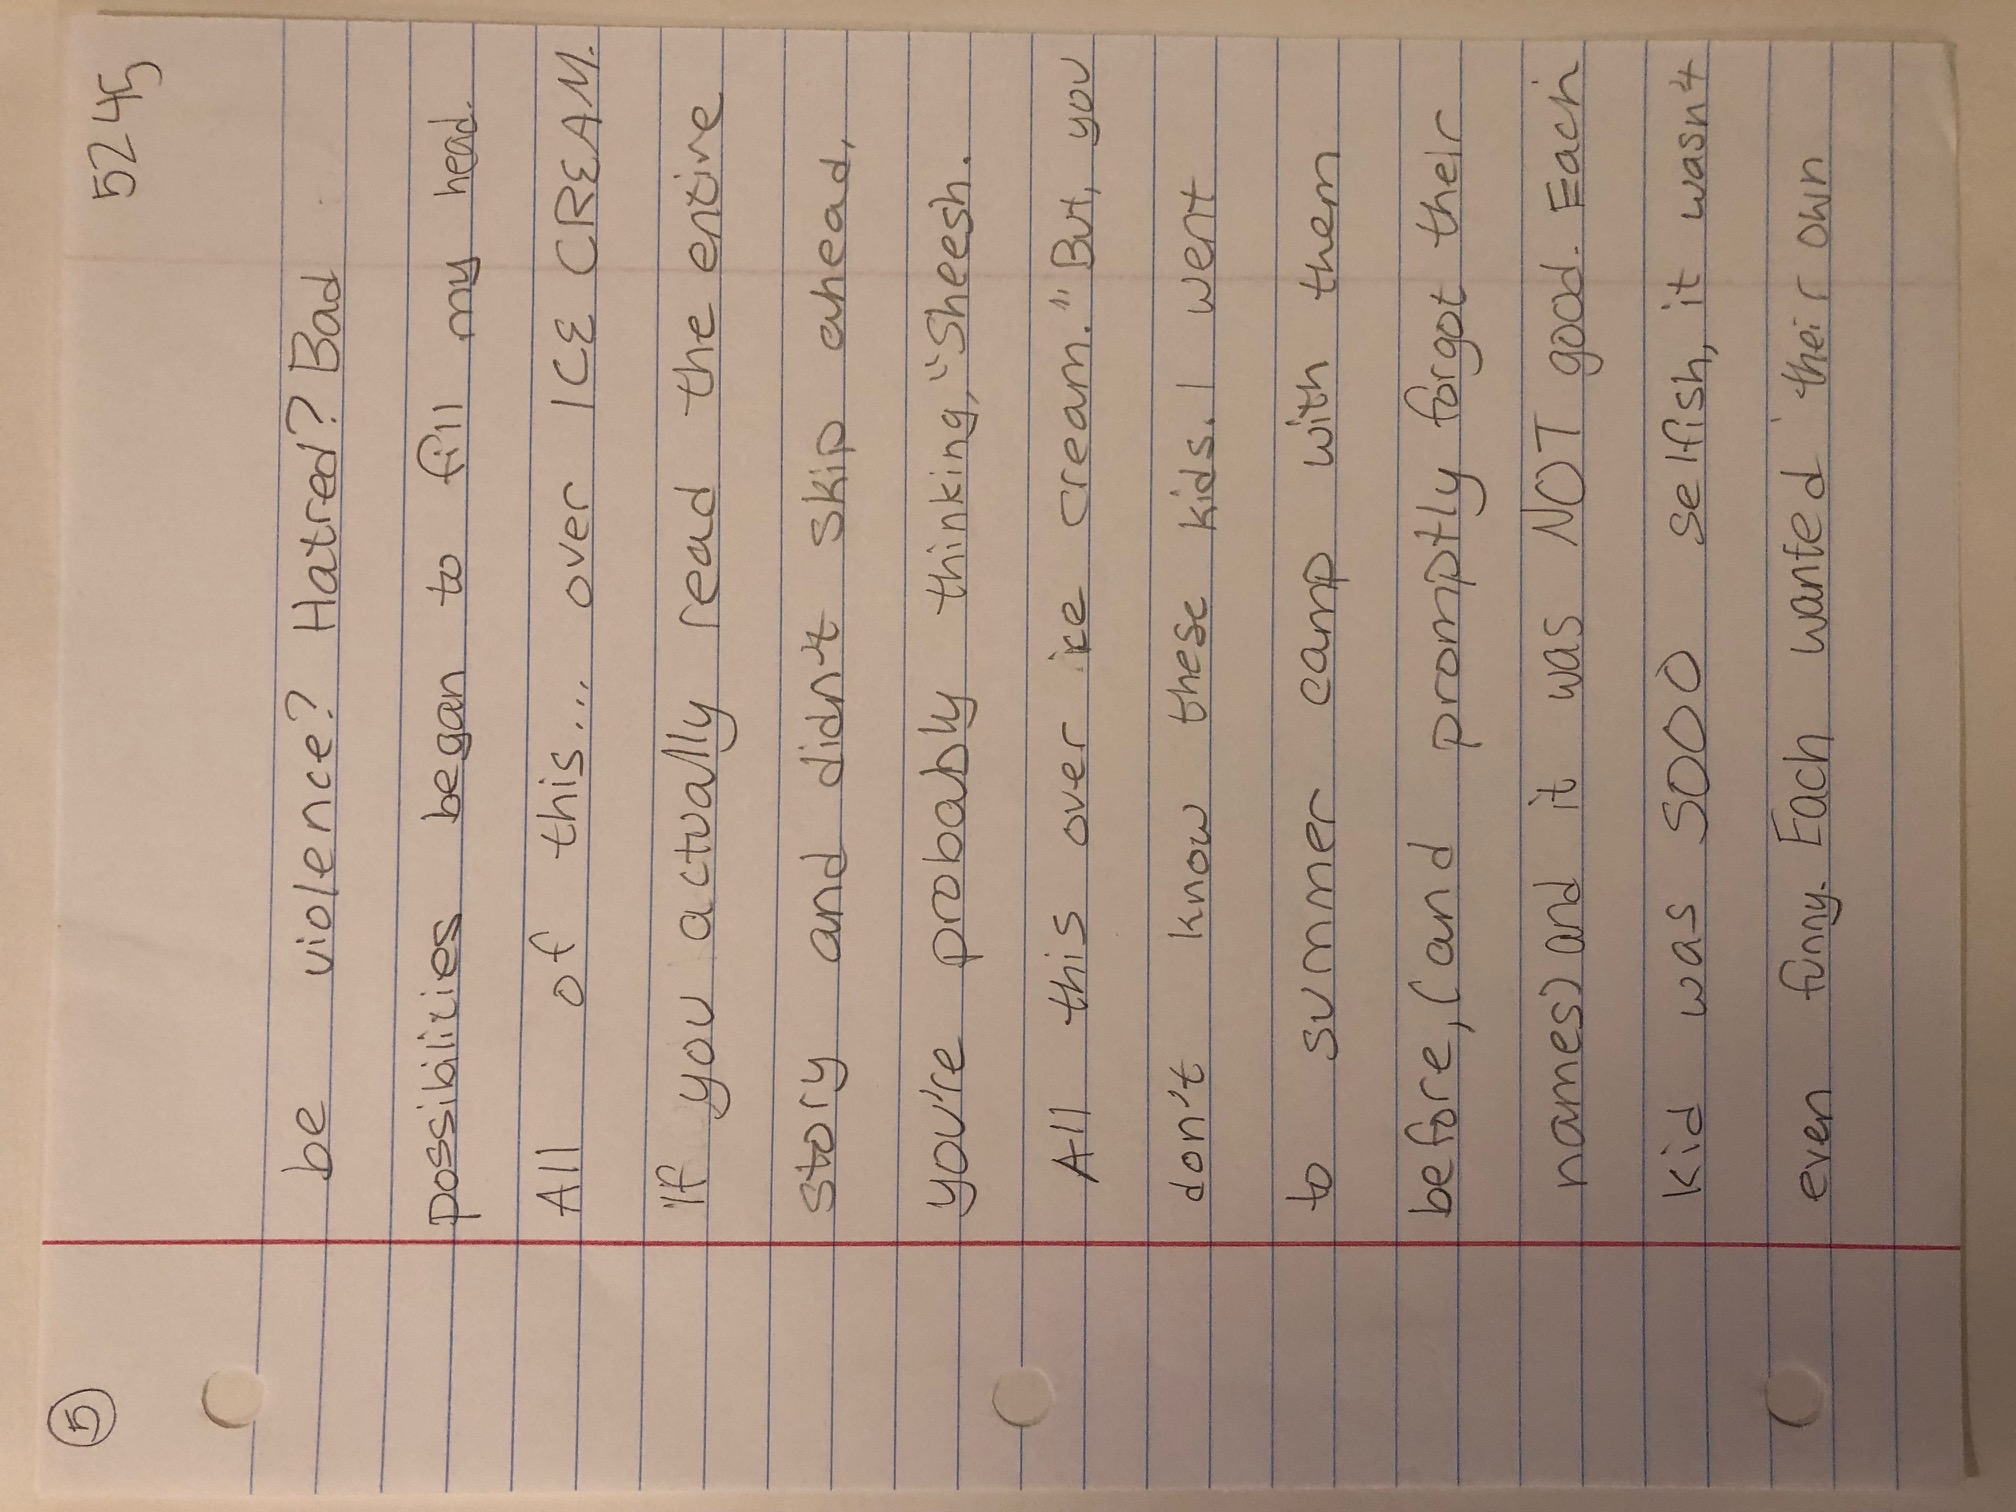 5
5245
be violence? Hatred? Bad
possibilities began to fill my head.
All of this... over ICE CREAM.
If you actually read the entire
story and didn't skip ahead,
you're probably thinking, "Sheesh.
All this over ice cream." But, you
don't know these kids. I went
to summer camp with them
before, (and promptly forgot their
names) and it was NOT good. Each
kid was SOOO selfish, it wasn't
even funny. Each wanted their own